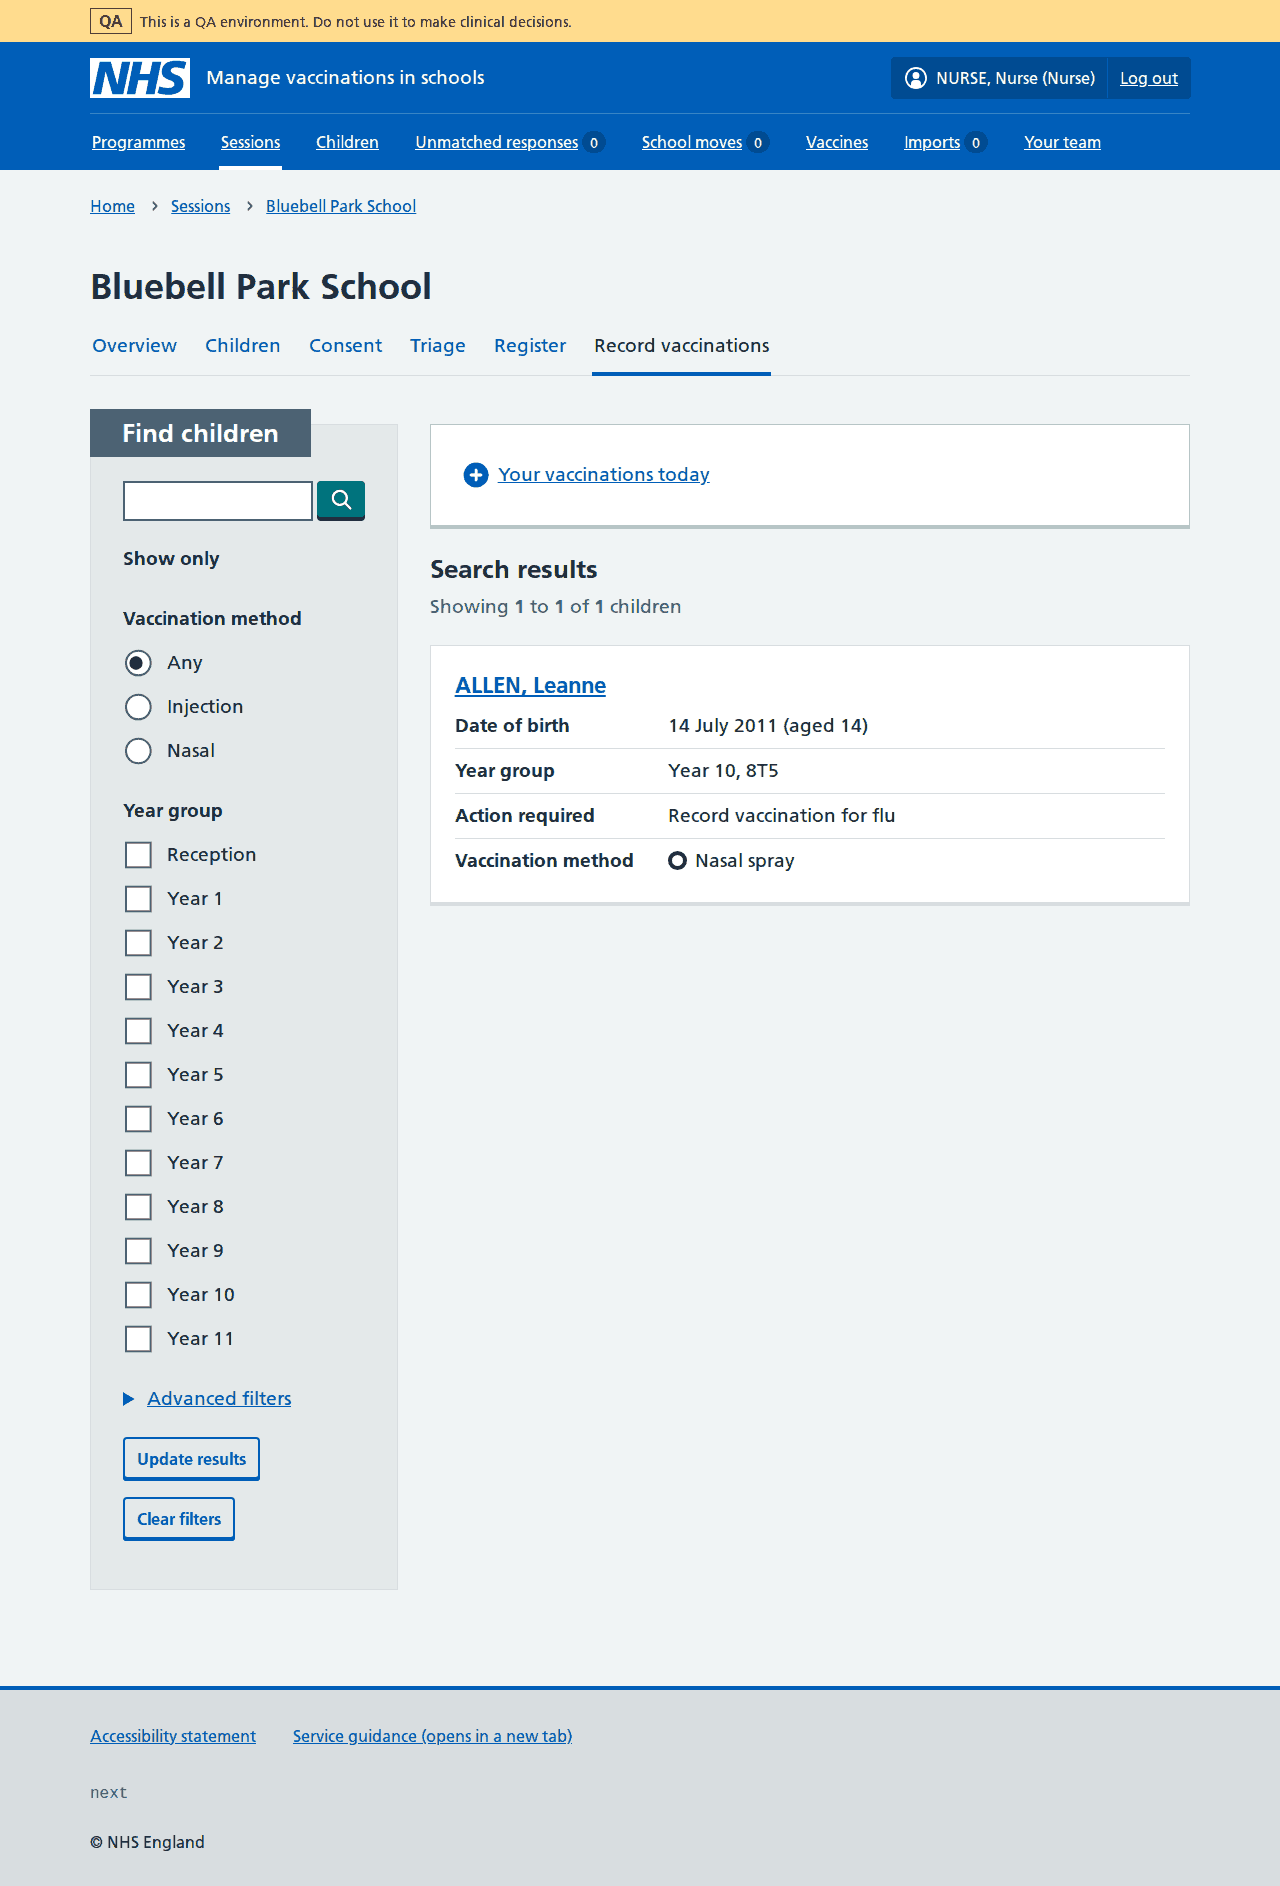 QA This is a QA environment. Do not use it to make clinical decisions.
NHS Manage vaccinations in schools NURSE, Nurse (Nurse) Log out
Programmes Sessions Children Unmatched responses 0 School moves 0 Vaccines Imports 0 Your team
Home Sessions Bluebell Park School
Bluebell Park School
Overview Children Consent Triage Register Record vaccinations
Find children
Show only
Vaccination method
Any
Injection
Nasal
Year group
Reception
Year 1
Year 2
Year 3
Year 4
Year 5
Year 6
Year 7
Year 8
Year 9
Year 10
Year 11
Advanced filters
Update results
Clear filters
Your vaccinations today
Search results
Showing 1 to 1 of 1 children
ALLEN, Leanne
Date of birth 14 July 2011 (aged 14)
Year group Year 10, 8T5
Action required Record vaccination for flu
Vaccination method Nasal spray
Accessibility statement Service guidance (opens in a new tab)
next
© NHS England